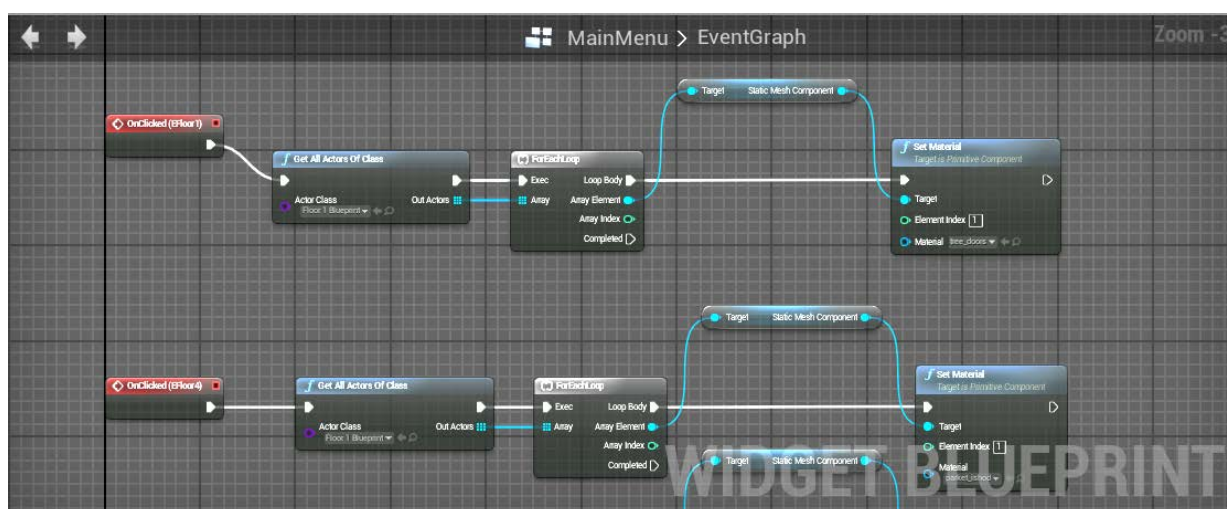 MainMenu > EventGraph
Zoom -3
Target Static Mesh Component
OnClicked (EFloor1)
Get All Actors Of Class
Actor Class
Floor 1 Blueprint
Out Actors
ForEachLoop
Exec Loop Body
Array Array Element
Array Index
Completed
Set Material
Target is Primitive Component
Target
Element Index 1
Material
Target Static Mesh Component
OnClicked (EFloor4)
Get All Actors Of Class
Actor Class
Floor 1 Blueprint
Out Actors
ForEachLoop
Exec Loop Body
Array Array Element
Array Index
Completed
Set Material
Target is Primitive Component
Target
Element Index 1
Material
parket_ishod
Target Static Mesh Component
WIDGET BLUEPRINT